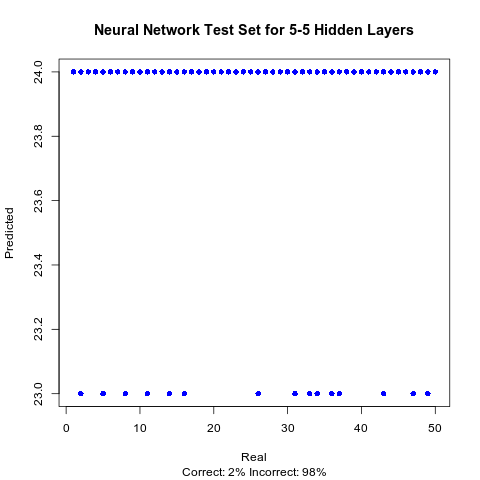 Neural Network Test Set for 5-5 Hidden Layers
Predicted
24.0
23.8
23.6
23.4
23.2
23.0
0 10 20 30 40 50
Real
Correct: 2% Incorrect: 98%